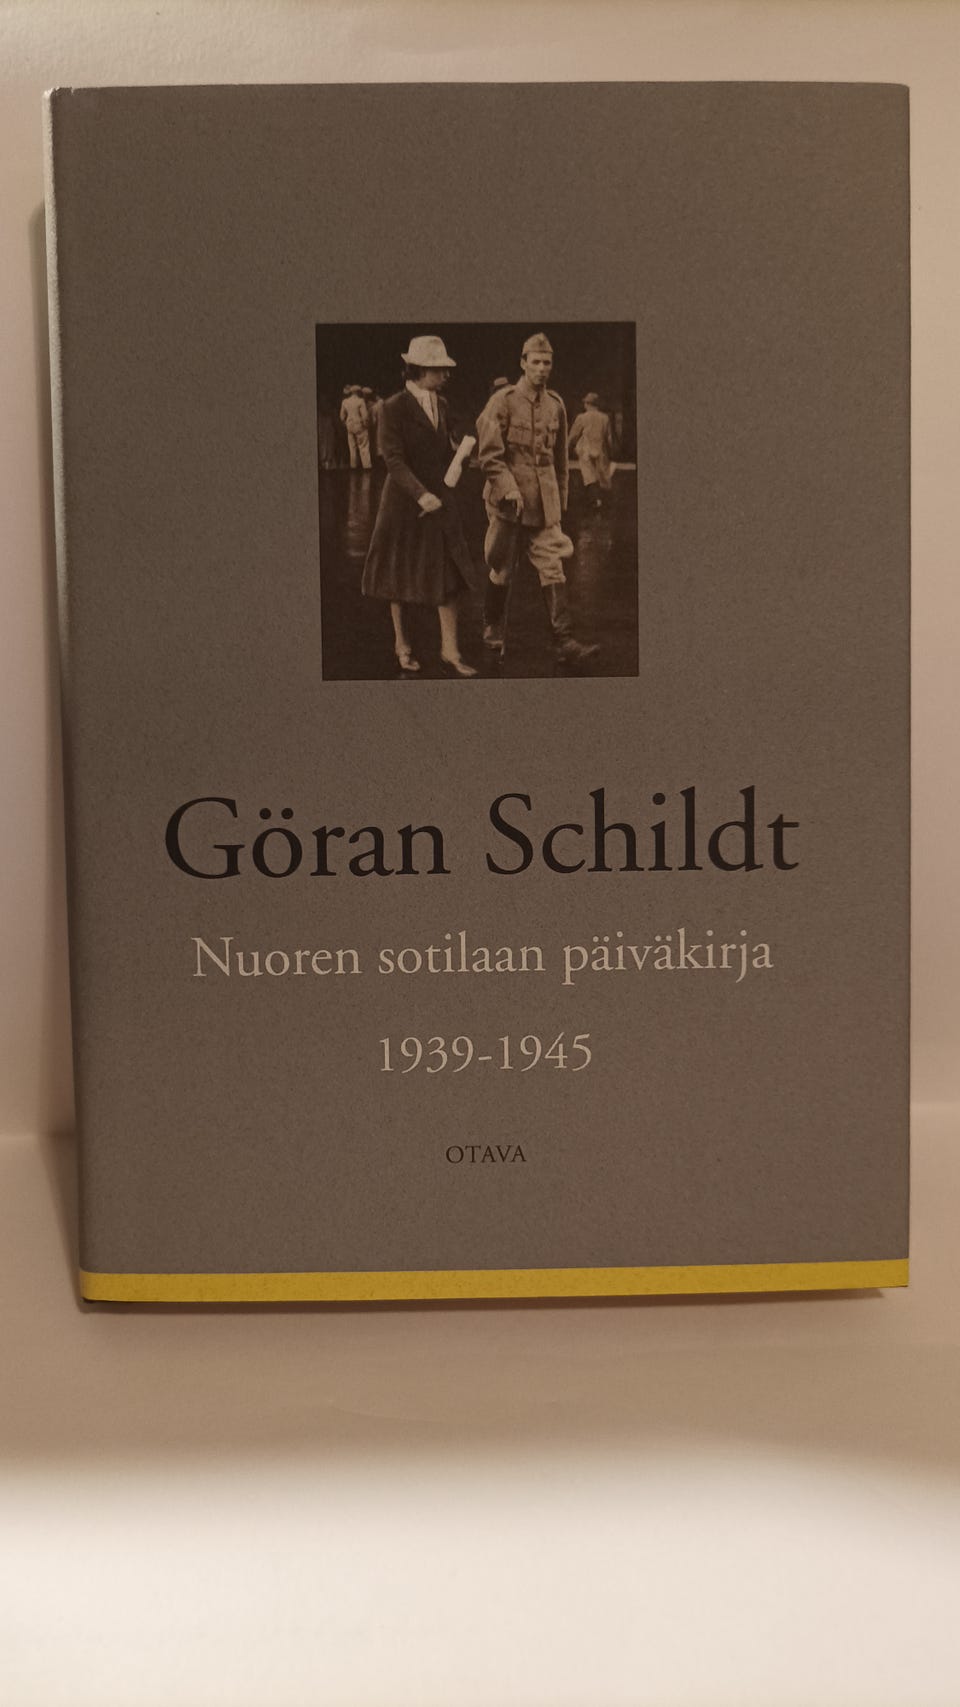 Göran Schildt
Nuoren sotilaan päiväkirja
1939-1945
OTAVA